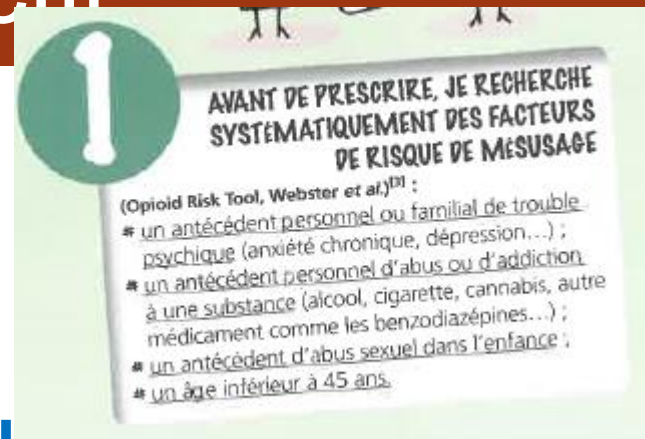 1
AVANT DE PRESCRIRE, JE RECHERCHE
SYSTÉMATIQUEMENT DES FACTEURS
DE RISQUE DE MÉSUSAGE
(Opioid Risk Tool, Webster et al.)[3] :
# un antécédent personnel ou familial de trouble
psychique (anxiété chronique, dépression...) ;
# un antécédent personnel d'abus ou d'addiction
à une substance (alcool, cigarette, cannabis, autre
médicament comme les benzodiazépines...) ;
# un antécédent d'abus sexuel dans l'enfance ;
# un âge inférieur à 45 ans.